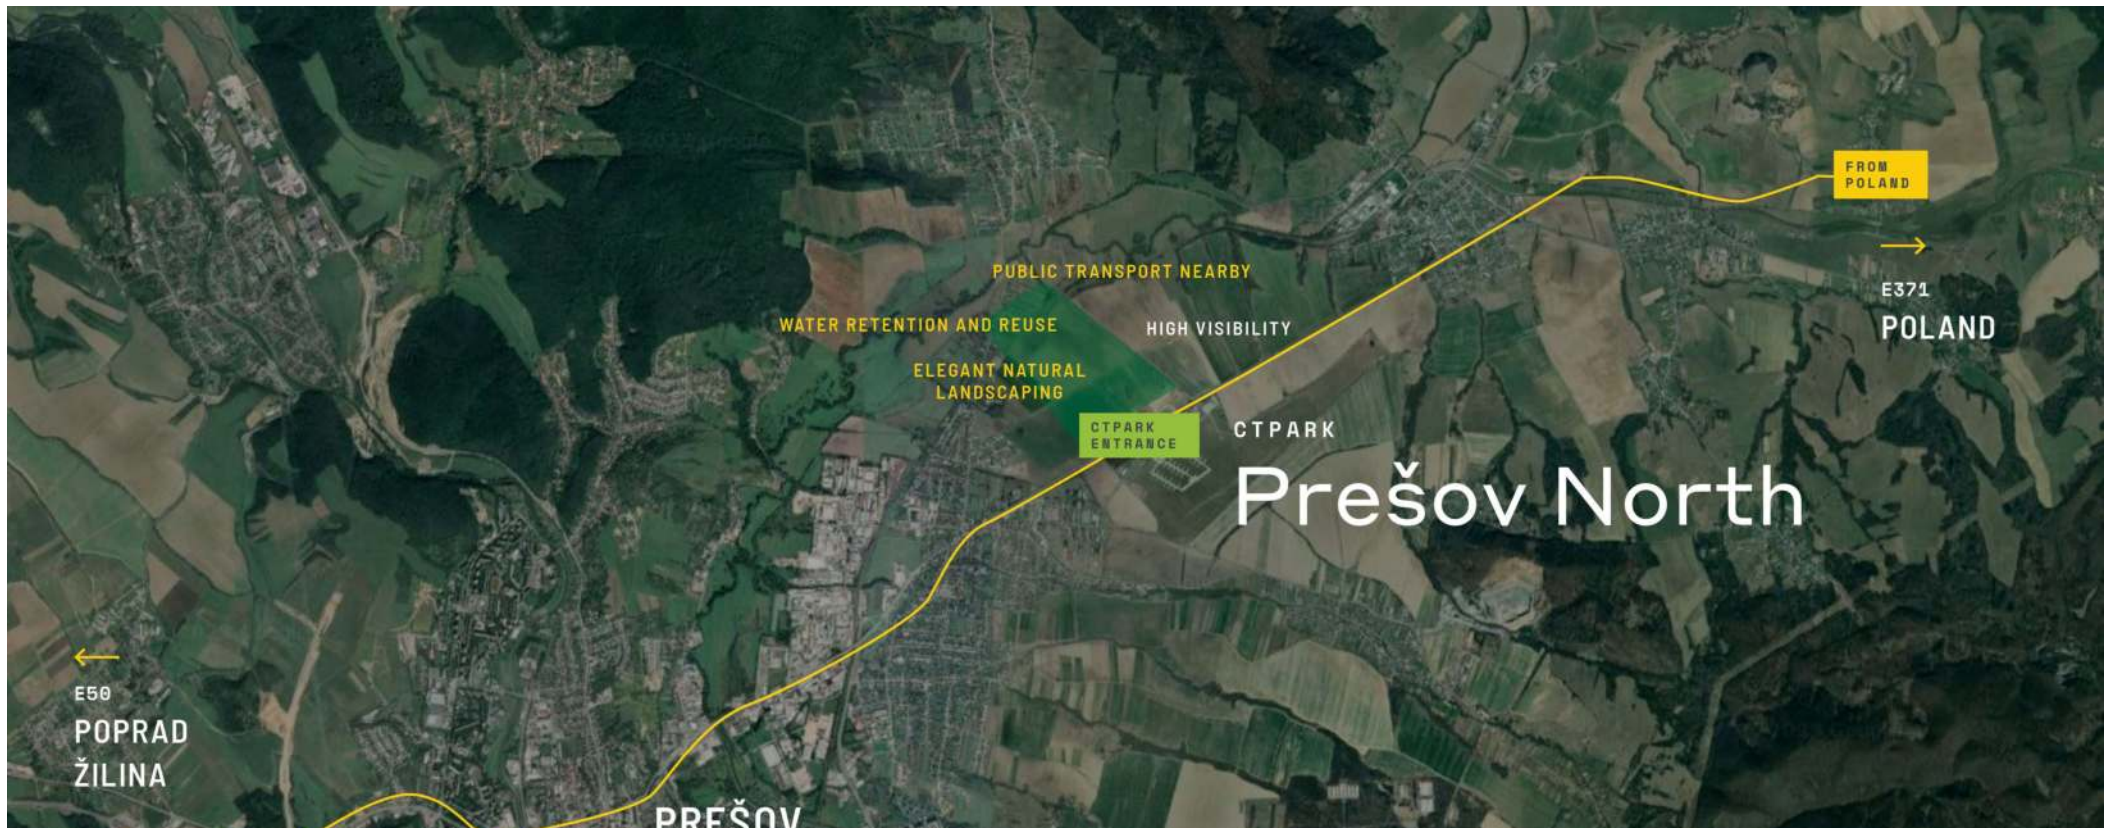 FROM
POLAND
E371
POLAND
PUBLIC TRANSPORT NEARBY
WATER RETENTION AND REUSE
HIGH VISIBILITY
ELEGANT NATURAL
LANDSCAPING
CTPARK
ENTRANCE
CTPARK
Prešov North
E50
POPRAD
ŽILINA
PREŠOV